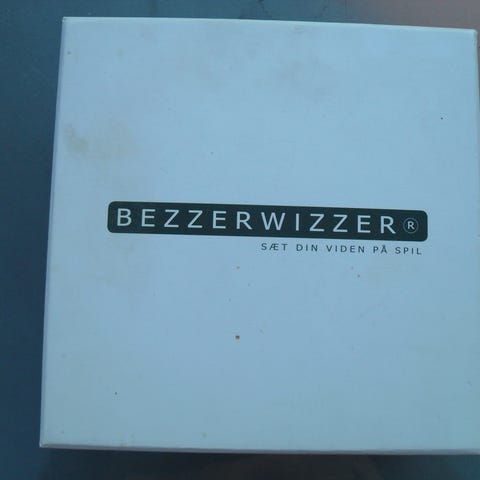 BEZZERWIZZER®
SÆT DIN VIDEN PÅ SPIL